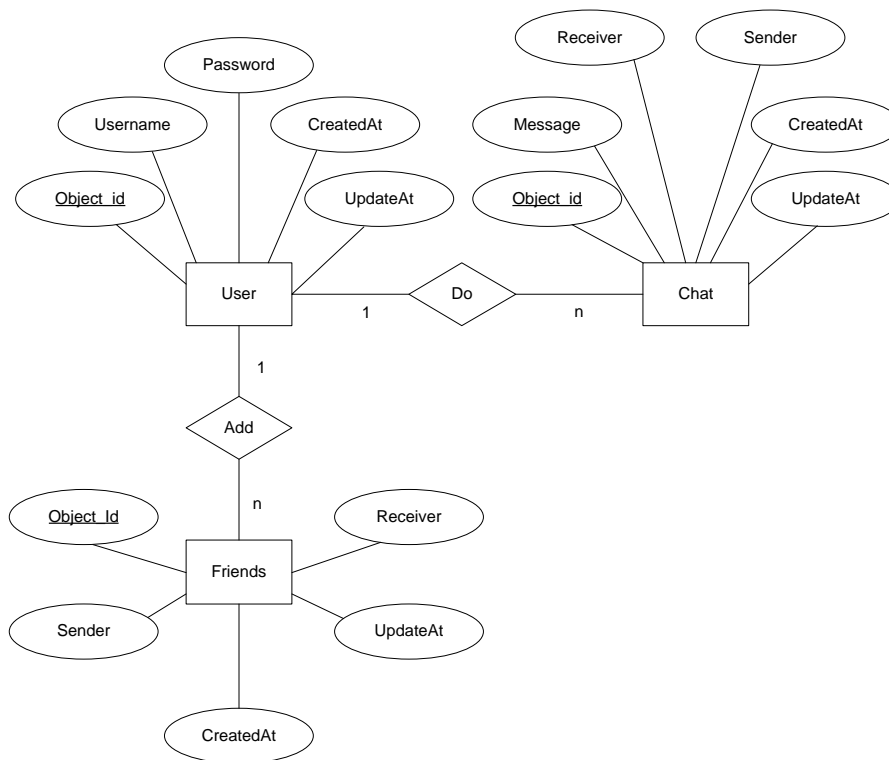 Receiver
Sender
Password
Username
CreatedAt
Message
CreatedAt
Object_id
UpdateAt
Object_id
UpdateAt
User
1
Do
n
Chat
1
Add
n
Object_Id
Receiver
Friends
Sender
UpdateAt
CreatedAt